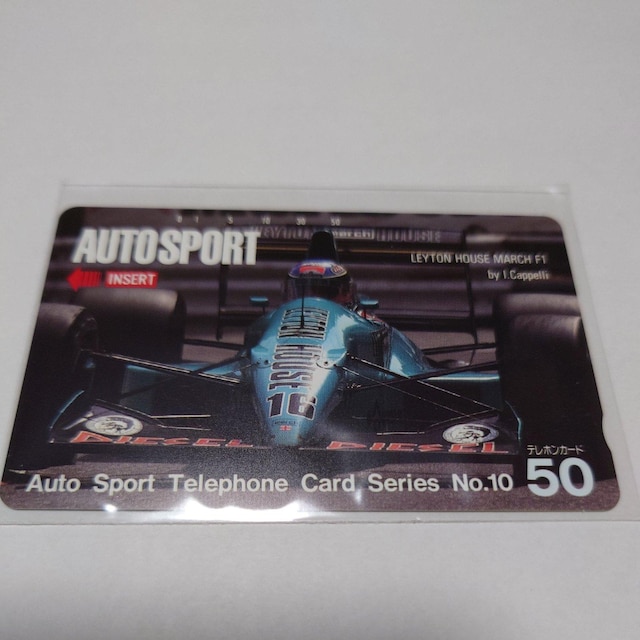 AUTOSPORT
INSERT
LEYTON HOUSE MARCH F1
by I.Cappelli
LEYTON HOUSE
16
DIESEL DIESEL
テレホンカード
Auto Sport Telephone Card Series No.10
50